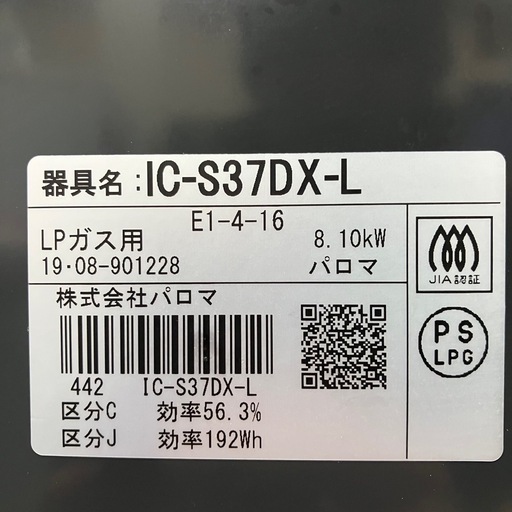 器具名:IC-S37DX-L
E1-4-16
LPガス用 8.10kW
19・08-901228 パロマ
株式会社パロマ
442 IC-S37DX-L
区分C 効率56.3%
区分J 効率192Wh
JIA認証
PS
LPG